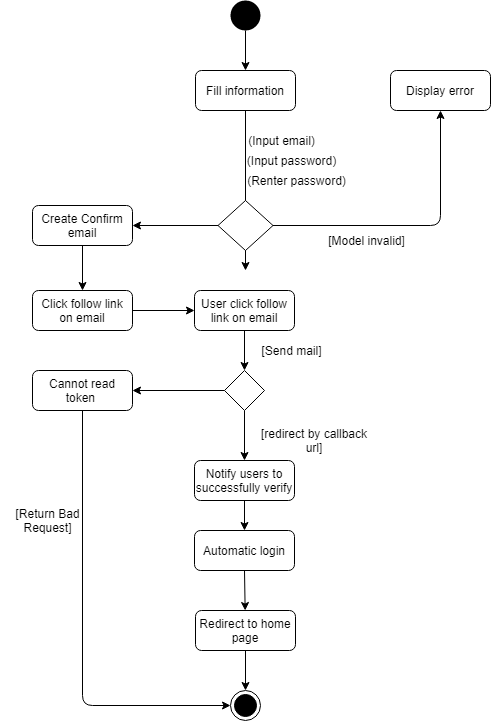 Fill information
Display error
(Input email)
(Input password)
(Renter password)
Create Confirm
email
[Model invalid]
Click follow link
on email
User click follow
link on email
[Send mail]
Cannot read
token
[redirect by callback
url]
Notify users to
successfully verify
[Return Bad
Request]
Automatic login
Redirect to home
page